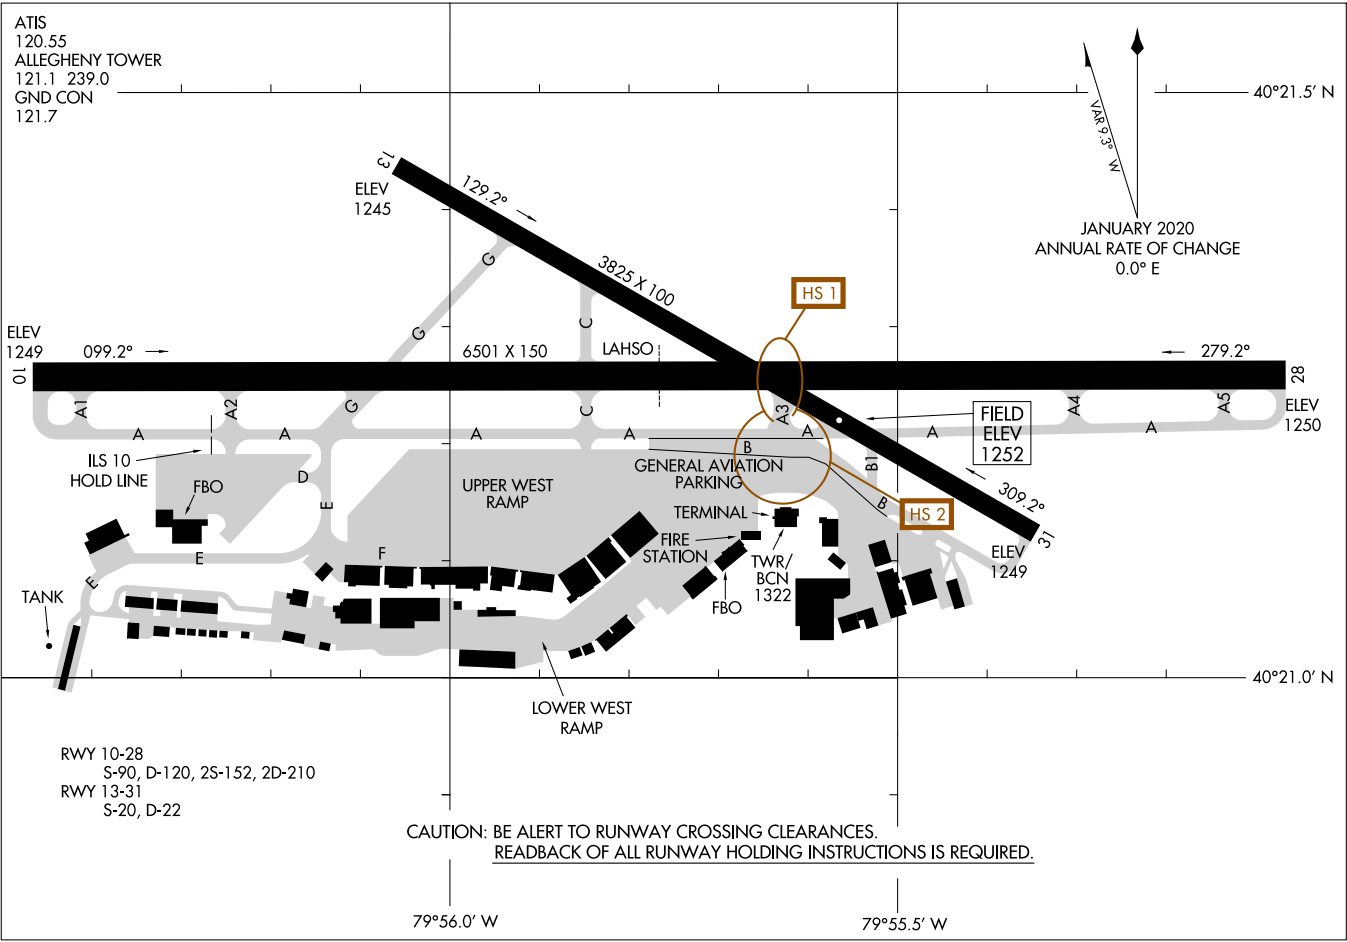 ATIS
120.55
ALLEGHENY TOWER
121.1 239.0
GND CON
121.7
40°21.5' N
VAR 9.3° W
JANUARY 2020
ANNUAL RATE OF CHANGE
0.0° E
13
ELEV
1245
129.2°
G
3825 X 100
HS 1
G
C
ELEV
1249
099.2°
6501 X 150
LAHSO
279.2°
10
28
A1
A2
G
C
A3
A4
A5
FIELD
ELEV
1252
ELEV
1250
A
A
A
A
A
A
A
B
B1
ILS 10
HOLD LINE
D
GENERAL AVIATION
PARKING
FBO
UPPER WEST
RAMP
E
309.2°
B
HS 2
TERMINAL
31
FIRE
STATION
E
F
TWR/
BCN
1322
ELEV
1249
E
TANK
FBO
40°21.0' N
LOWER WEST
RAMP
RWY 10-28
S-90, D-120, 2S-152, 2D-210
RWY 13-31
S-20, D-22
CAUTION: BE ALERT TO RUNWAY CROSSING CLEARANCES.
READBACK OF ALL RUNWAY HOLDING INSTRUCTIONS IS REQUIRED.
79°56.0' W
79°55.5' W